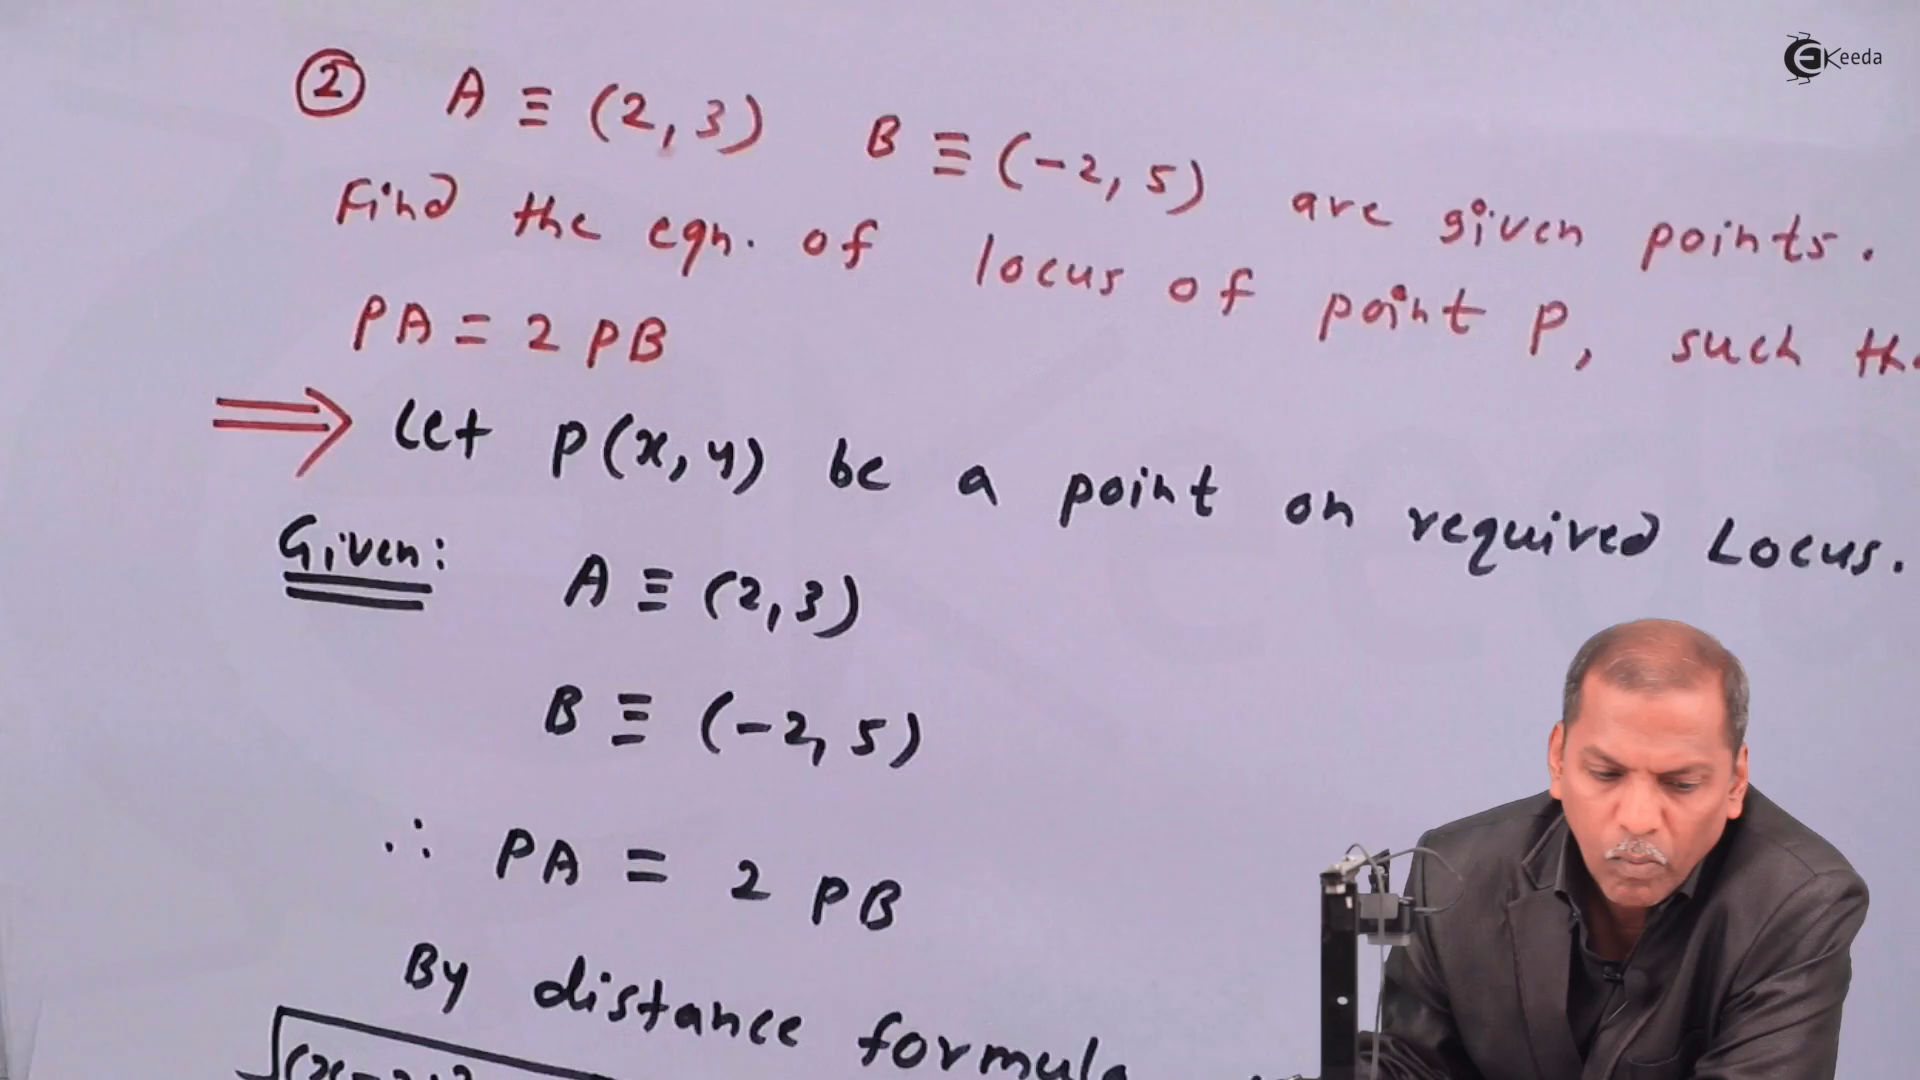 EKeeda
② A ≡ (2, 3) B ≡ (-2, 5) are given points.
Find the eqn. of locus of point P, such
PA = 2 PB
⇒ Let P(x, y) be a point on required Locus.
Given: A ≡ (2, 3)
B ≡ (-2, 5)
∴ PA = 2 PB
By distance formula